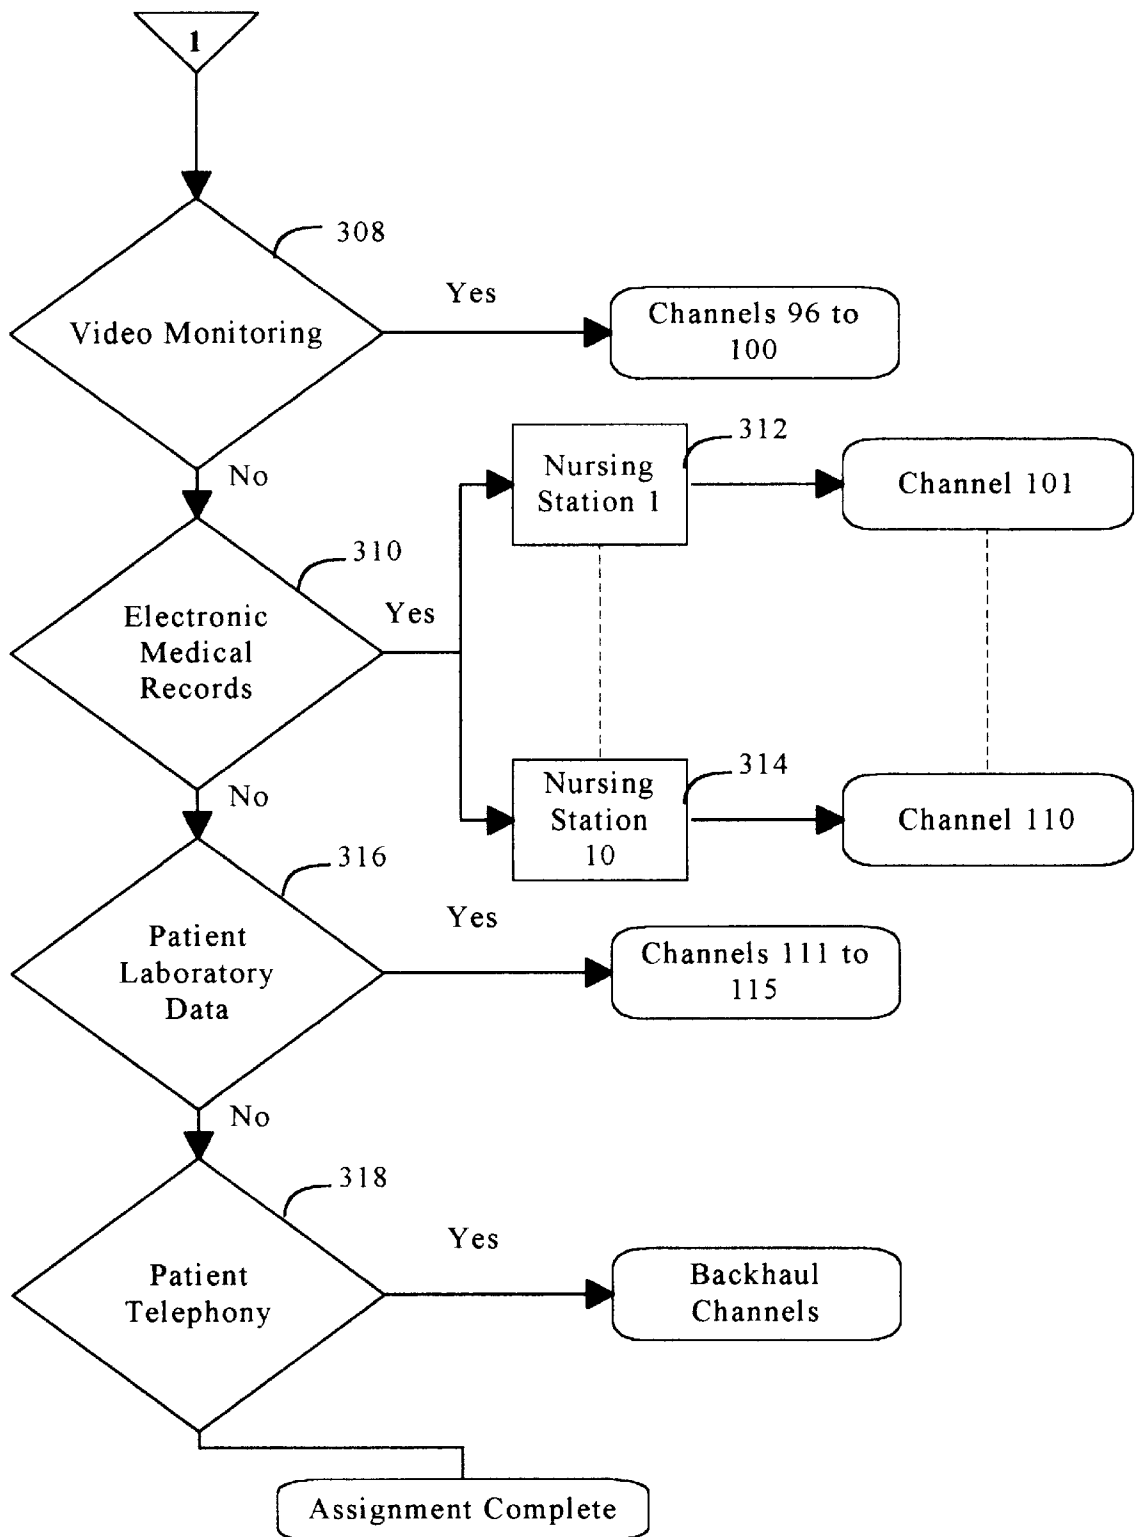 1
308
Video Monitoring
Yes
Channels 96 to
100
No
310
Electronic
Medical
Records
Yes
Nursing
Station 1
312
Channel 101
Nursing
Station
10
314
Channel 110
No
316
Patient
Laboratory
Data
Yes
Channels 111 to
115
No
318
Patient
Telephony
Yes
Backhaul
Channels
Assignment Complete